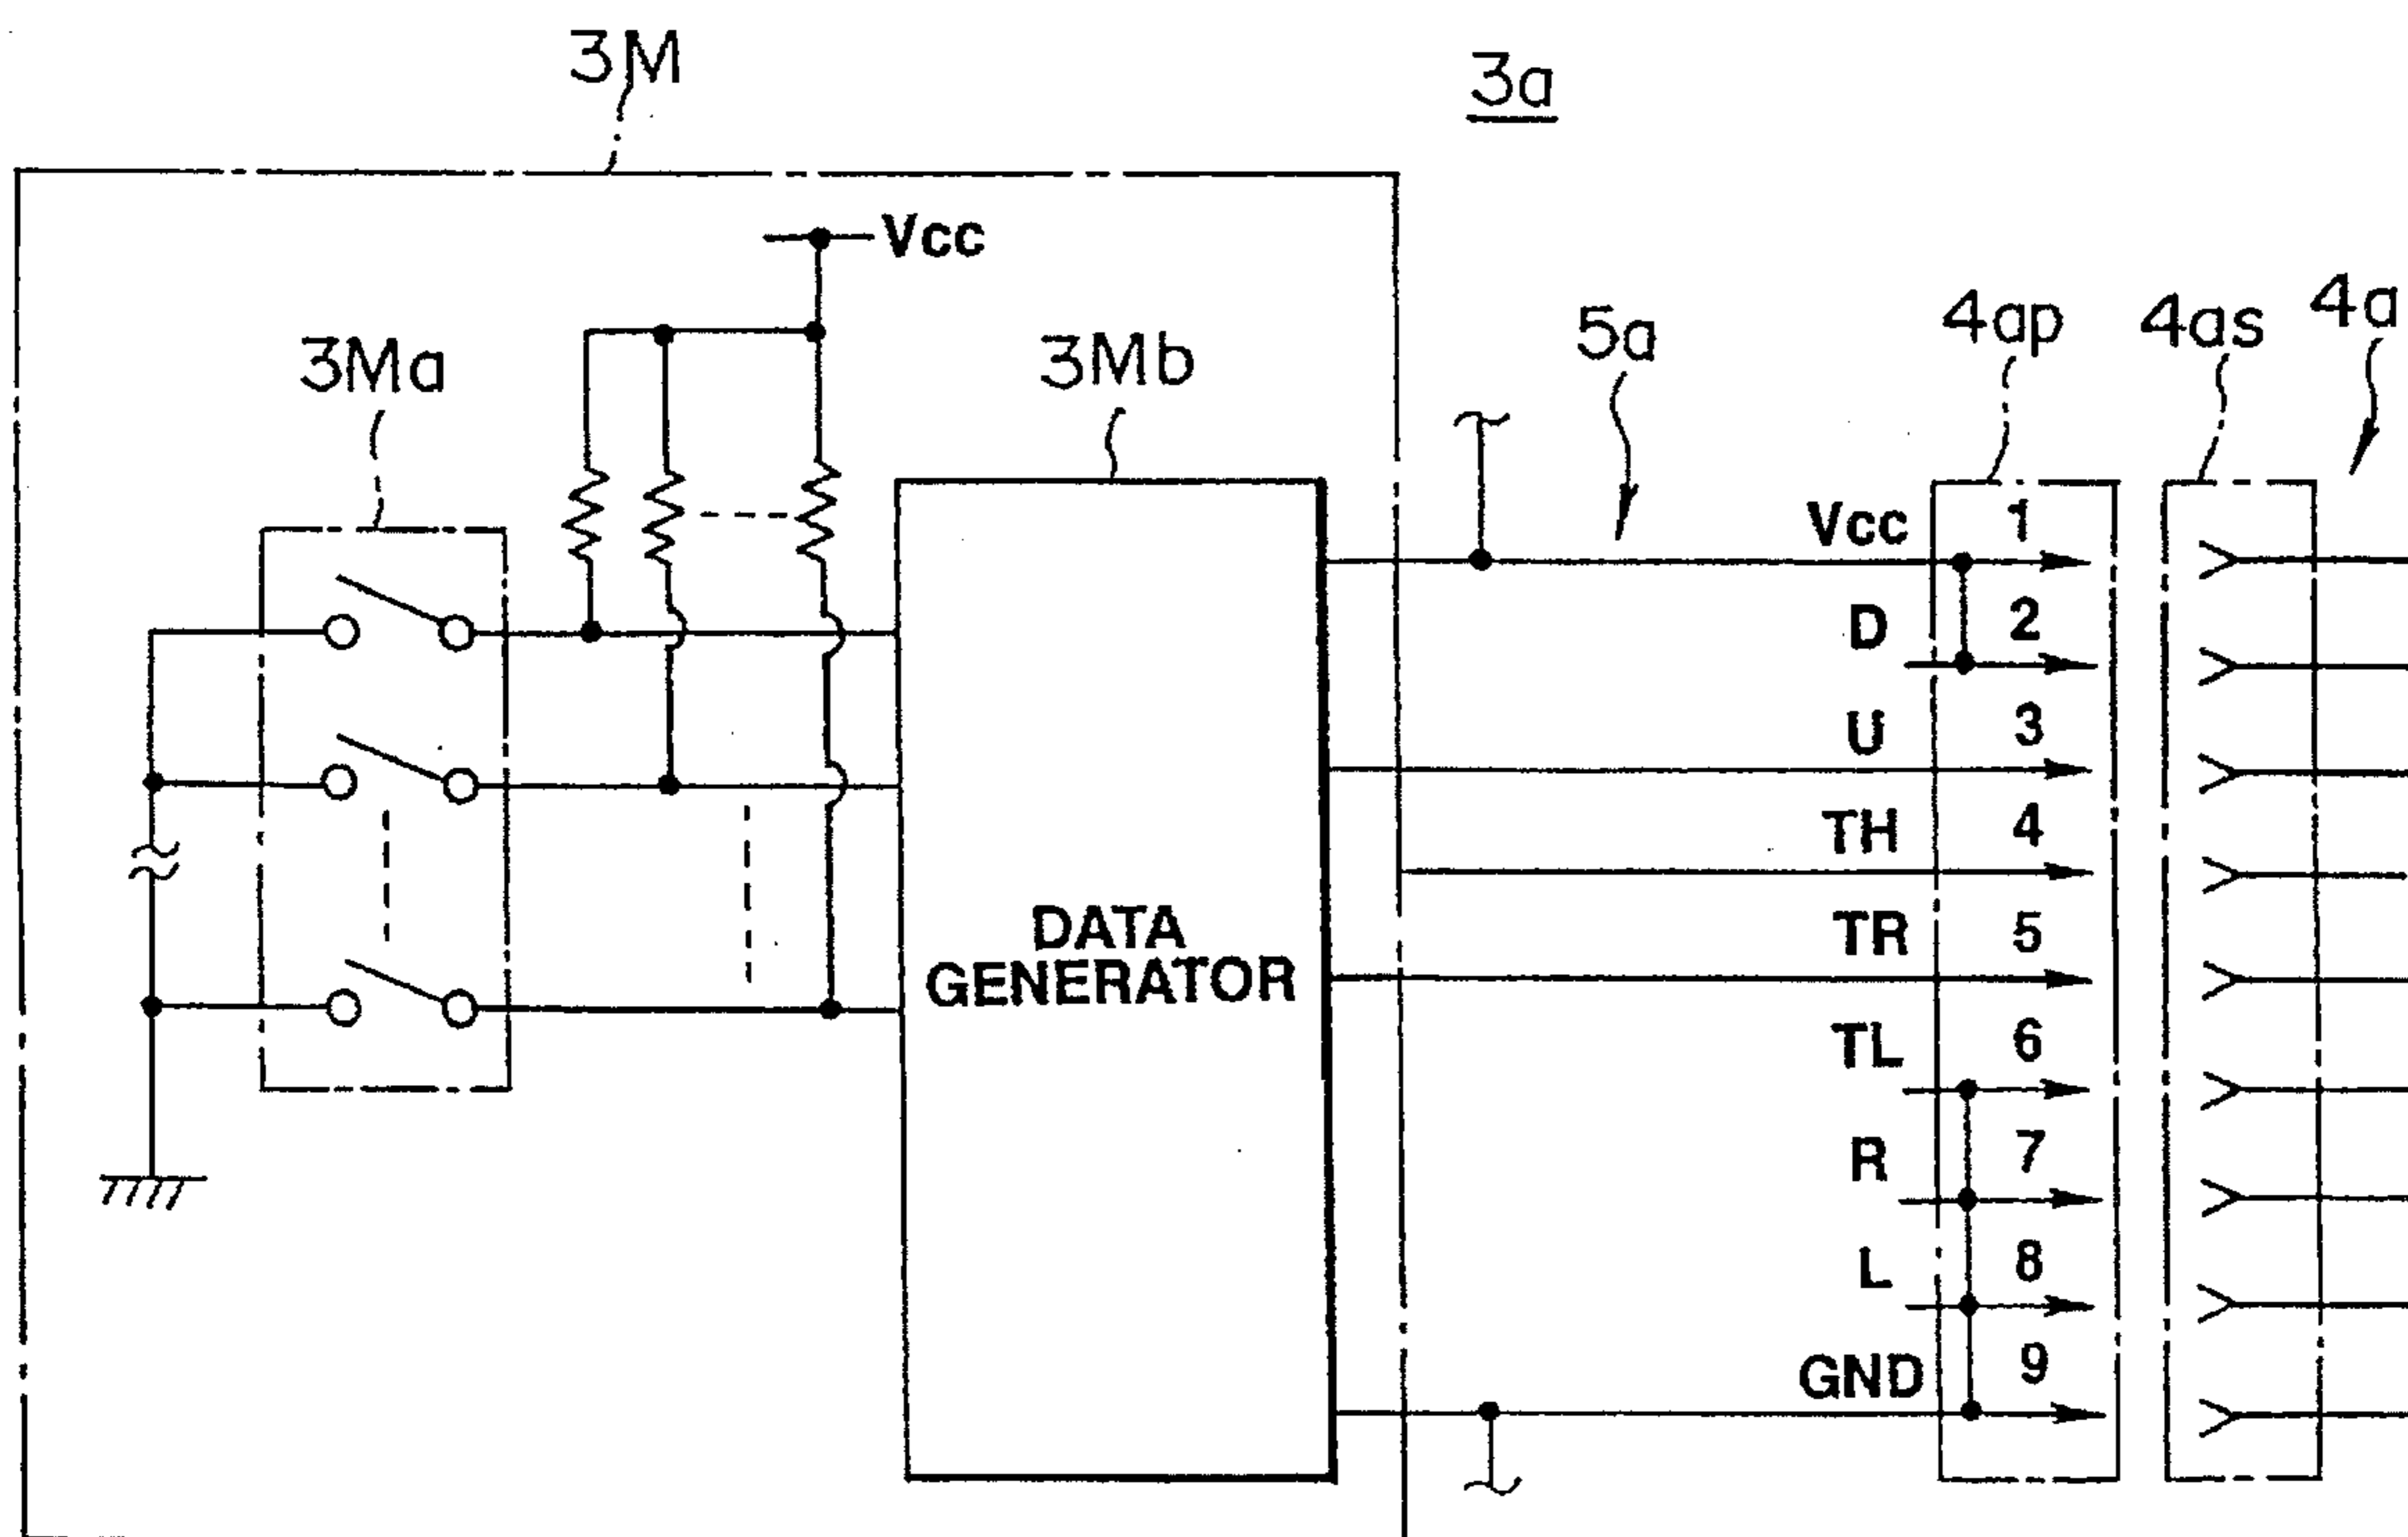 3M
3a
Vcc
3Ma
3Mb
5a
4ap
4as
4a
Vcc 1
D 2
U 3
TH 4
DATA
GENERATOR
TR 5
TL 6
R 7
L 8
GND 9